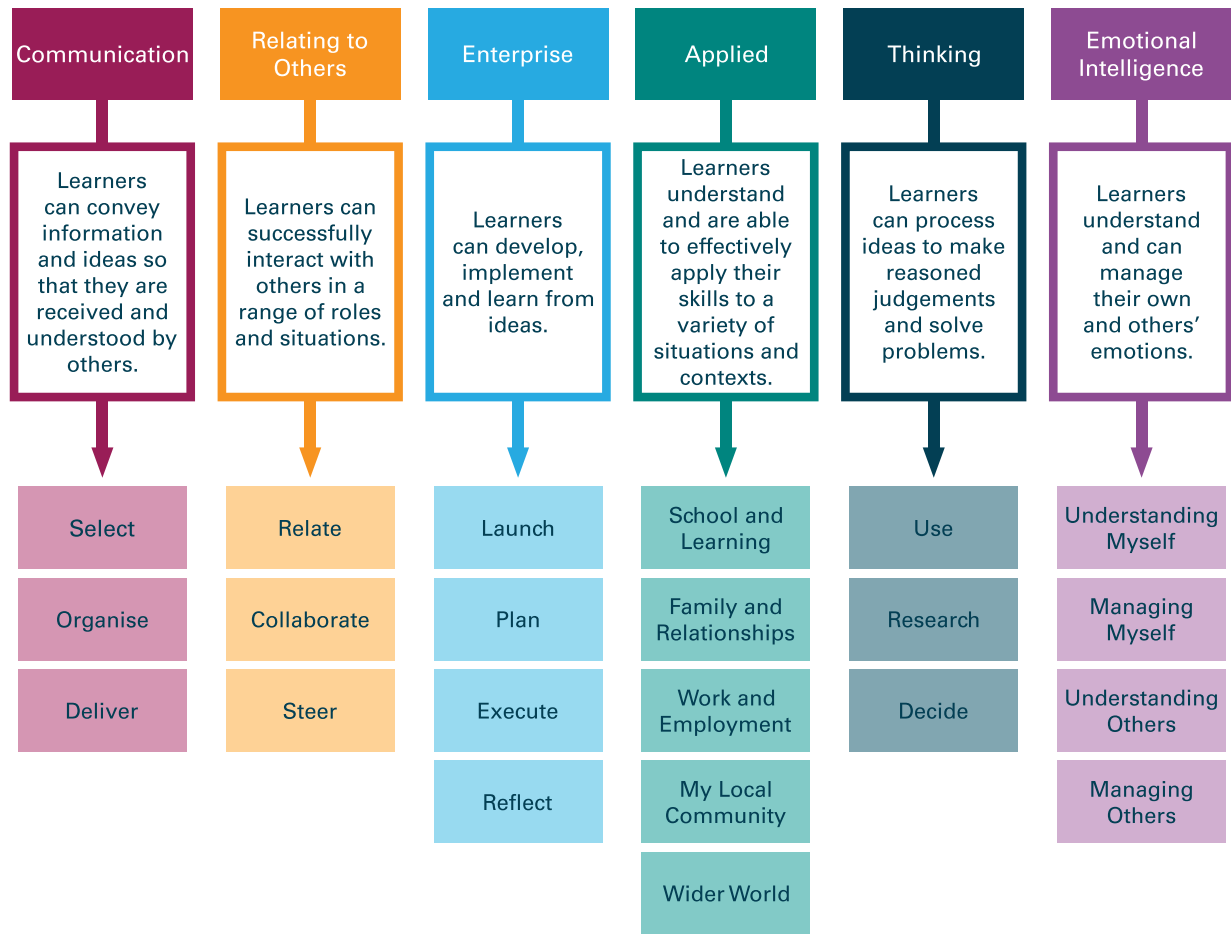 Communication
Relating to
Others
Enterprise
Applied
Thinking
Emotional
Intelligence
Learners
can convey
information
and ideas so
that they are
received and
understood by
others.
Learners can
successfully
interact with
others in a
range of roles
and situations.
Learners
can develop,
implement
and learn from
ideas.
Learners
understand
and are able
to effectively
apply their
skills to a
variety of
situations and
contexts.
Learners
can process
ideas to make
reasoned
judgements
and solve
problems.
Learners
understand
and can
manage
their own
and others’
emotions.
Select
Organise
Deliver
Relate
Collaborate
Steer
Launch
Plan
Execute
Reflect
School and
Learning
Family and
Relationships
Work and
Employment
My Local
Community
Wider World
Use
Research
Decide
Understanding
Myself
Managing
Myself
Understanding
Others
Managing
Others